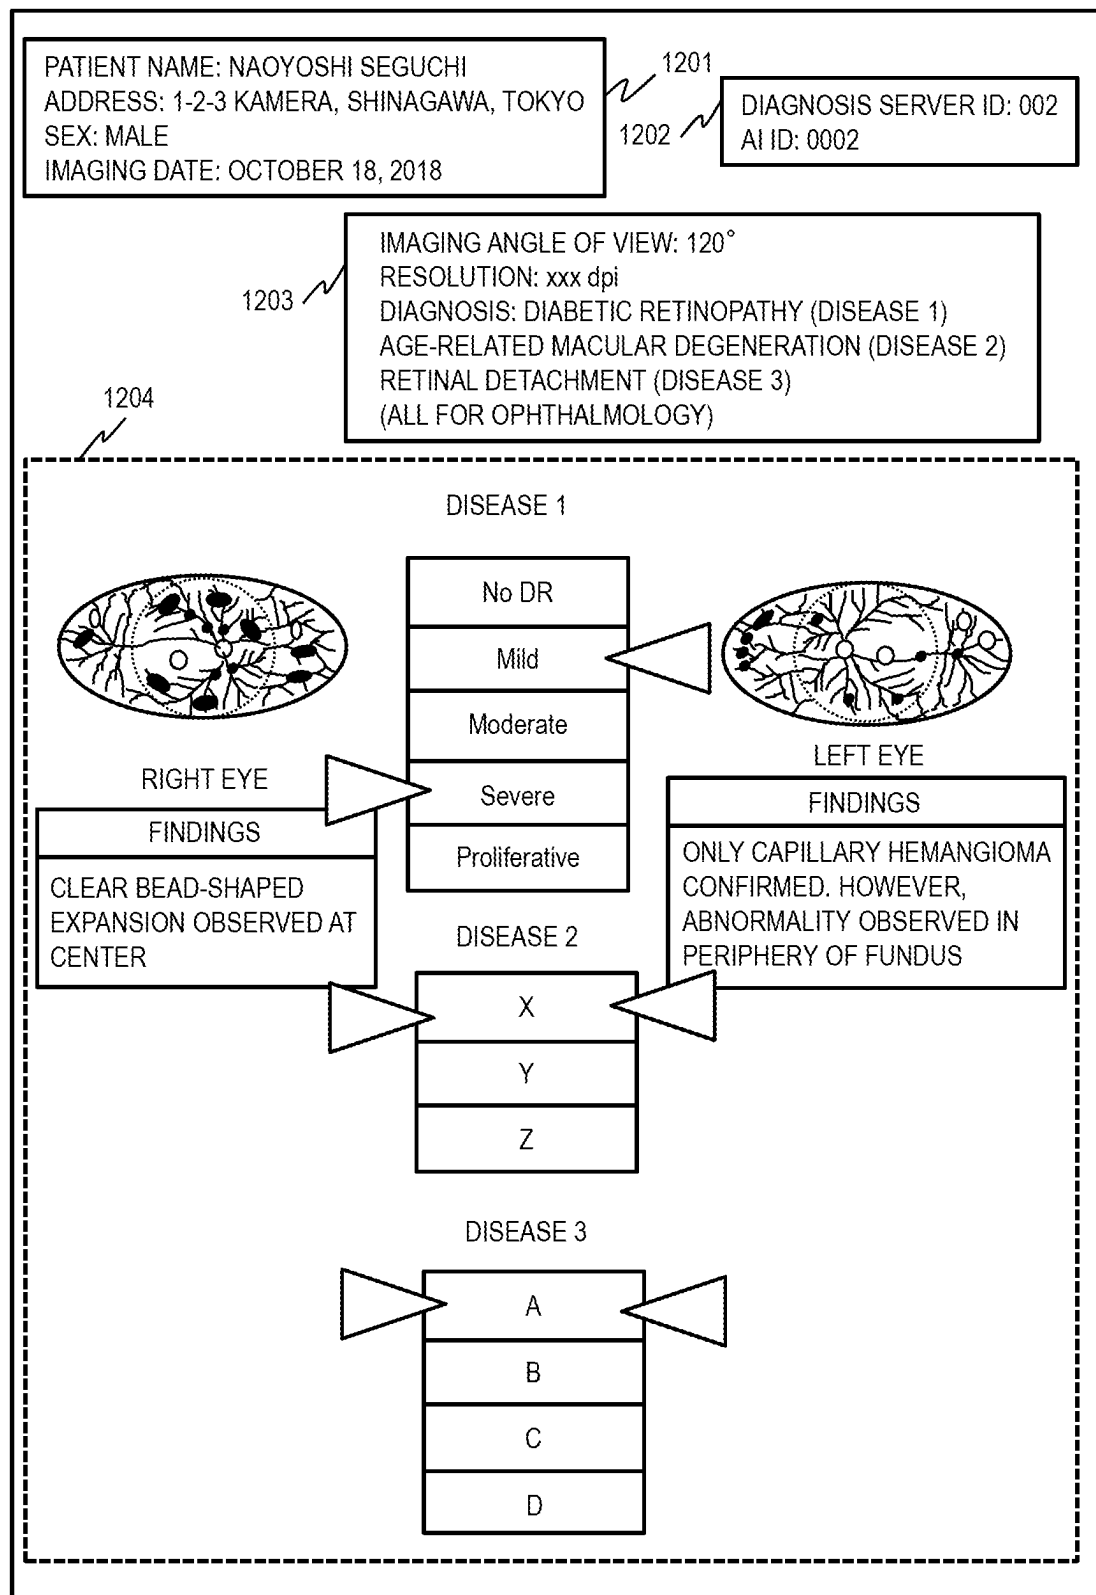 PATIENT NAME: NAOYOSHI SEGUCHI
ADDRESS: 1-2-3 KAMERA, SHINAGAWA, TOKYO
SEX: MALE
IMAGING DATE: OCTOBER 18, 2018
1201
1202
DIAGNOSIS SERVER ID: 002
AI ID: 0002
1203
IMAGING ANGLE OF VIEW: 120°
RESOLUTION: xxx dpi
DIAGNOSIS: DIABETIC RETINOPATHY (DISEASE 1)
AGE-RELATED MACULAR DEGENERATION (DISEASE 2)
RETINAL DETACHMENT (DISEASE 3)
(ALL FOR OPHTHALMOLOGY)
1204
DISEASE 1
No DR
Mild
Moderate
Severe
Proliferative
RIGHT EYE
FINDINGS
CLEAR BEAD-SHAPED
EXPANSION OBSERVED AT
CENTER
LEFT EYE
FINDINGS
ONLY CAPILLARY HEMANGIOMA
CONFIRMED. HOWEVER,
ABNORMALITY OBSERVED IN
PERIPHERY OF FUNDUS
DISEASE 2
X
Y
Z
DISEASE 3
A
B
C
D